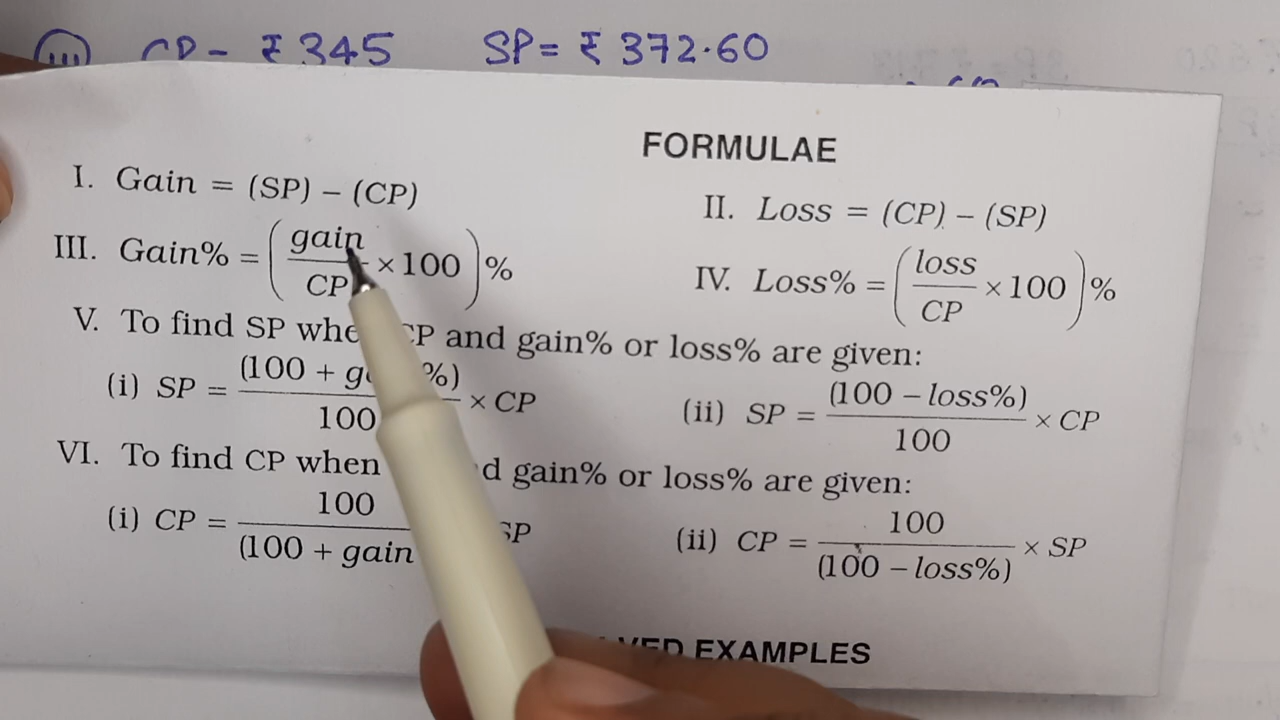 (iii) CP = ₹ 345 SP = ₹ 372.60
FORMULAE
I. Gain = (SP) – (CP) II. Loss = (CP) – (SP)
III. Gain% = (gain/CP × 100)% IV. Loss% = (loss/CP × 100)%
V. To find SP CP and gain% or loss% are given:
(i) SP = (100 + %)/100 × CP (ii) SP = (100 – loss%)/100 × CP
VI. To find CP when gain% or loss% are given:
(i) CP = 100/(100 + gain SP (ii) CP = 100/(100 – loss%) × SP
EXAMPLES